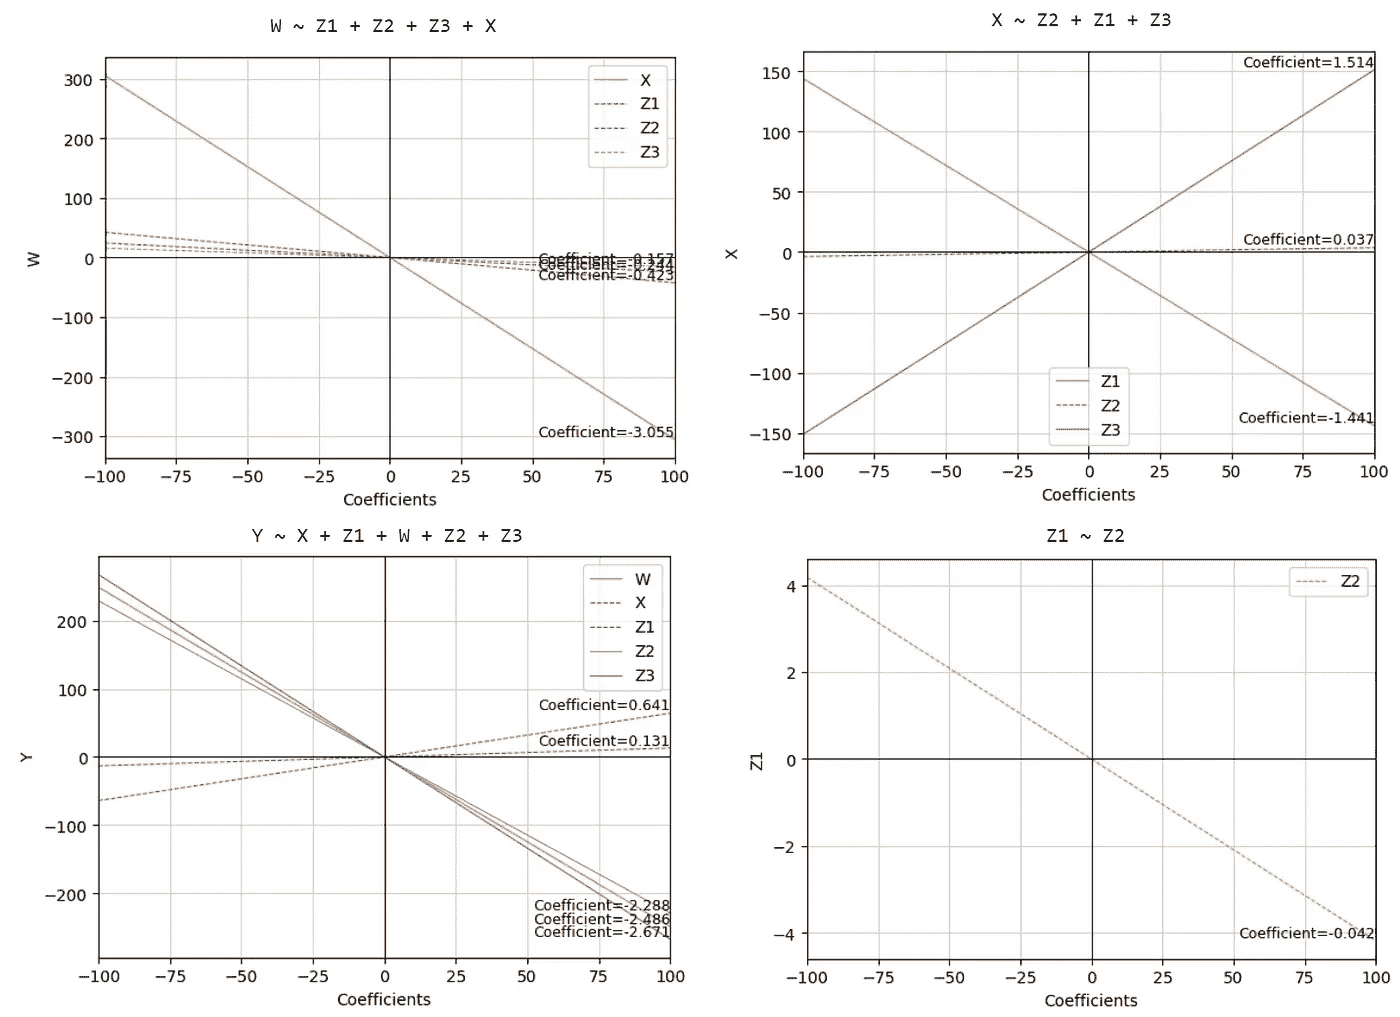 W ~ Z1 + Z2 + Z3 + X
300
200
100
0
−100
−200
−300
W
X
Z1
Z2
Z3
Coefficient=-0.157
Coefficient=-0.423
Coefficient=-3.055
−100 −75 −50 −25 0 25 50 75 100
Coefficients
X ~ Z2 + Z1 + Z3
150
100
50
0
−50
−100
−150
X
Coefficient=1.514
Coefficient=0.037
Coefficient=-1.441
Z1
Z2
Z3
−100 −75 −50 −25 0 25 50 75 100
Coefficients
Y ~ X + Z1 + W + Z2 + Z3
200
100
0
−100
−200
Y
W
X
Z1
Z2
Z3
Coefficient=0.641
Coefficient=0.131
Coefficient=-2.288
Coefficient=-2.486
Coefficient=-2.671
−100 −75 −50 −25 0 25 50 75 100
Coefficients
Z1 ~ Z2
4
2
0
−2
−4
Z1
Z2
Coefficient=-0.042
−100 −75 −50 −25 0 25 50 75 100
Coefficients